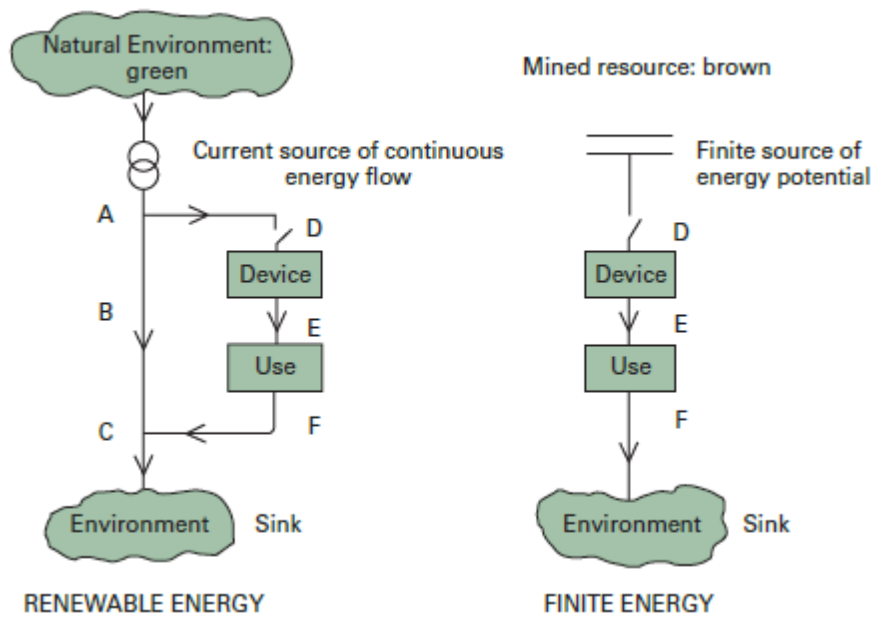 Natural Environment:
green
Current source of continuous
energy flow
A
D
Device
B
E
Use
C
F
Environment
Sink
RENEWABLE ENERGY
Mined resource: brown
Finite source of
energy potential
D
Device
E
Use
F
Environment
Sink
FINITE ENERGY